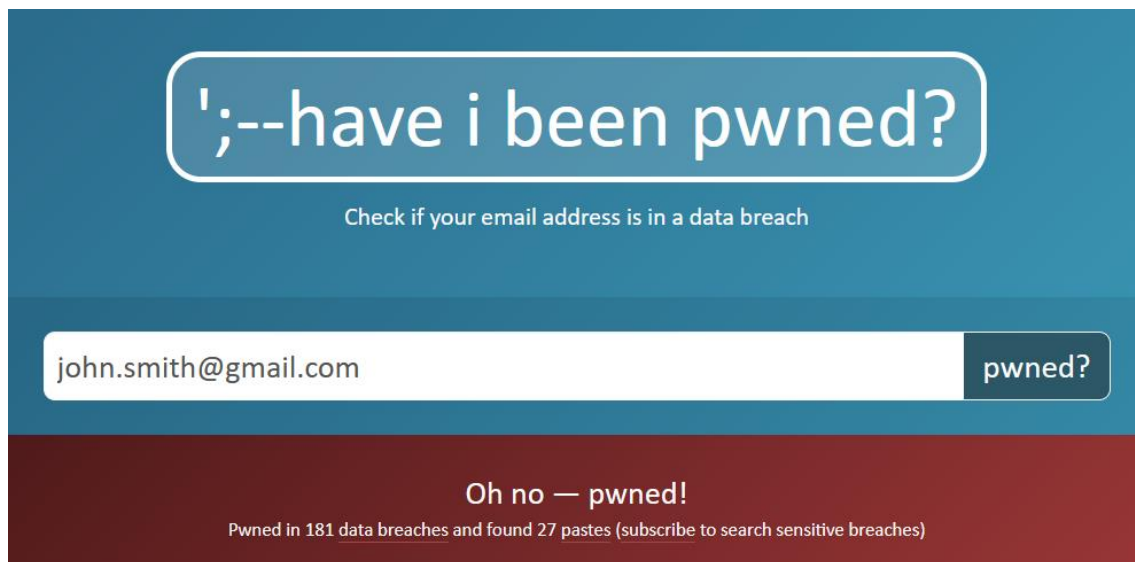 ';--have i been pwned?
Check if your email address is in a data breach
john.smith@gmail.com pwned?
Oh no — pwned!
Pwned in 181 data breaches and found 27 pastes (subscribe to search sensitive breaches)